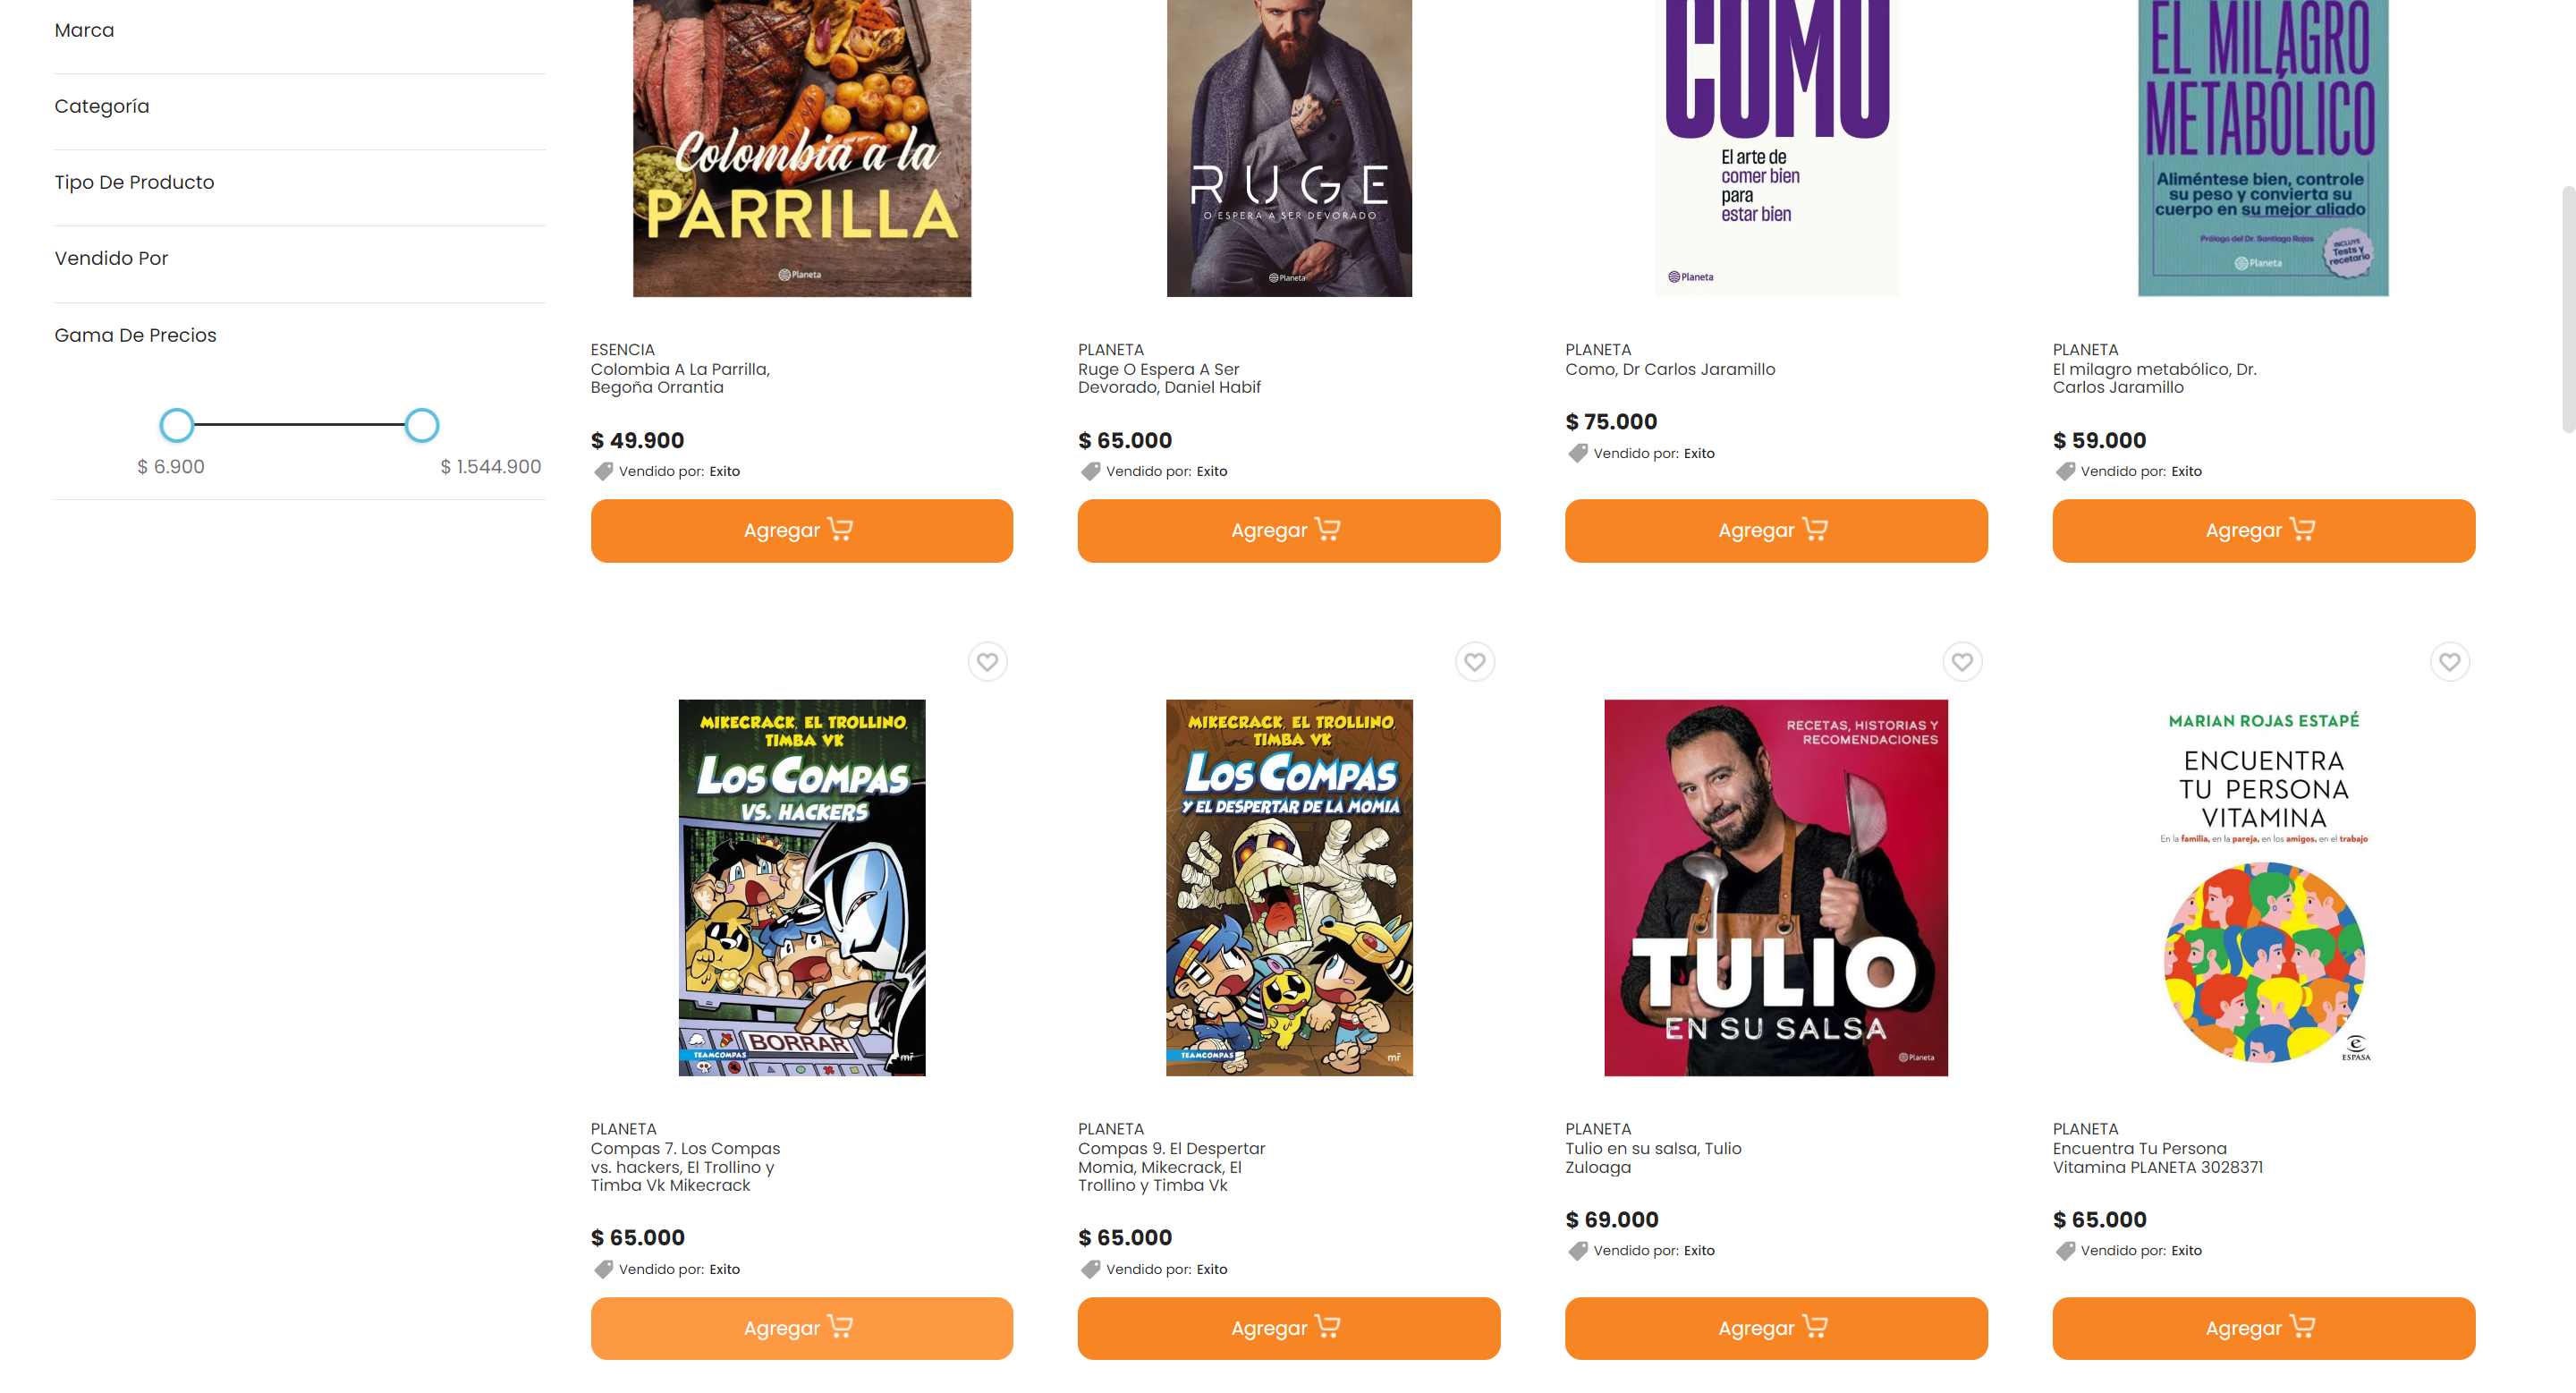 Marca
Categoría
Tipo De Producto
Vendido Por
Gama De Precios
$ 6.900
$ 1.544.900
Colombia a la
PARRILLA
Planeta
ESENCIA
Colombia A La Parrilla,
Begoña Orrantia
$ 49.900
Vendido por: Exito
Agregar
RUGE
O ESPERA A SER DEVORADO
Planeta
PLANETA
Ruge O Espera A Ser
Devorado, Daniel Habif
$ 65.000
Vendido por: Exito
Agregar
COMO
El arte de
comer bien
para
estar bien
Planeta
PLANETA
Como, Dr Carlos Jaramillo
$ 75.000
Vendido por: Exito
Agregar
EL MILAGRO
METABÓLICO
Aliméntese bien, controle
su peso y convierta su
cuerpo en su mejor aliado
Prólogo del Dr. Santiago Rojas
INCLUYE
Tests y
recetario
Planeta
PLANETA
El milagro metabólico, Dr.
Carlos Jaramillo
$ 59.000
Vendido por: Exito
Agregar
MIKECRACK, EL TROLLINO,
TIMBA VK
LOS COMPAS
VS. HACKERS
BORRAR
TEAMCOMPAS
mr
PLANETA
Compas 7. Los Compas
vs. hackers, El Trollino y
Timba Vk Mikecrack
$ 65.000
Vendido por: Exito
Agregar
MIKECRACK, EL TROLLINO,
TIMBA VK
LOS COMPAS
Y EL DESPERTAR DE LA MOMIA
TEAMCOMPAS
mr
PLANETA
Compas 9. El Despertar
Momia, Mikecrack, El
Trollino y Timba Vk
$ 65.000
Vendido por: Exito
Agregar
RECETAS, HISTORIAS Y
RECOMENDACIONES
TULIO
EN SU SALSA
Planeta
PLANETA
Tulio en su salsa, Tulio
Zuloaga
$ 69.000
Vendido por: Exito
Agregar
MARIAN ROJAS ESTAPÉ
ENCUENTRA
TU PERSONA
VITAMINA
En la familia, en la pareja, en los amigos, en el trabajo
e
ESPASA
PLANETA
Encuentra Tu Persona
Vitamina PLANETA 3028371
$ 65.000
Vendido por: Exito
Agregar